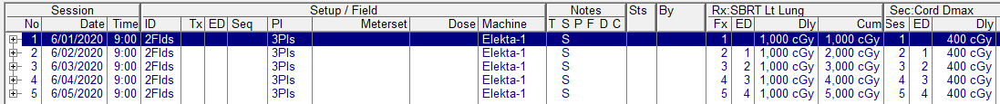 Session Setup / Field Notes Sts By Rx:SBRT Lt Lung Sec:Cord Dmax
No Date Time ID Tx ED Seq PI Meterset Dose Machine T S P F D C Fx ED Dly Cum Ses ED Dly
1 6/01/2020 9:00 2Flds 3Pls Elekta-1 S 1 1,000 cGy 1,000 cGy 1 400 cGy
2 6/02/2020 9:00 2Flds 3Pls Elekta-1 S 2 1 1,000 cGy 2,000 cGy 2 1 400 cGy
3 6/03/2020 9:00 2Flds 3Pls Elekta-1 S 3 2 1,000 cGy 3,000 cGy 3 2 400 cGy
4 6/04/2020 9:00 2Flds 3Pls Elekta-1 S 4 3 1,000 cGy 4,000 cGy 4 3 400 cGy
5 6/05/2020 9:00 2Flds 3Pls Elekta-1 S 5 4 1,000 cGy 5,000 cGy 5 4 400 cGy